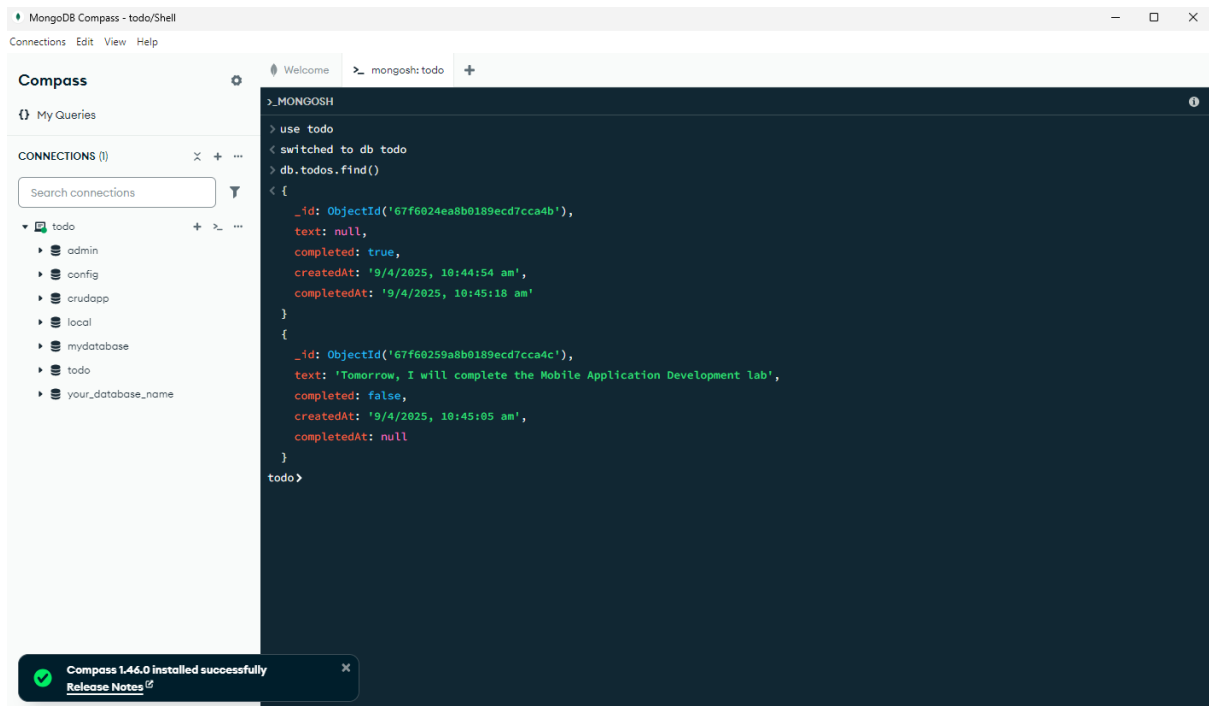 MongoDB Compass - todo/Shell
Connections Edit View Help
Compass
{} My Queries
CONNECTIONS (1)
Search connections
todo
admin
config
crudapp
local
mydatabase
todo
your_database_name
Welcome
>_ mongosh: todo
>_MONGOSH
> use todo
< switched to db todo
> db.todos.find()
< {
_id: ObjectId('67f6024ea8b0189ecd7cca4b'),
text: null,
completed: true,
createdAt: '9/4/2025, 10:44:54 am',
completedAt: '9/4/2025, 10:45:18 am'
}
{
_id: ObjectId('67f60259a8b0189ecd7cca4c'),
text: 'Tomorrow, I will complete the Mobile Application Development lab',
completed: false,
createdAt: '9/4/2025, 10:45:05 am',
completedAt: null
}
todo>
Compass 1.46.0 installed successfully
Release Notes